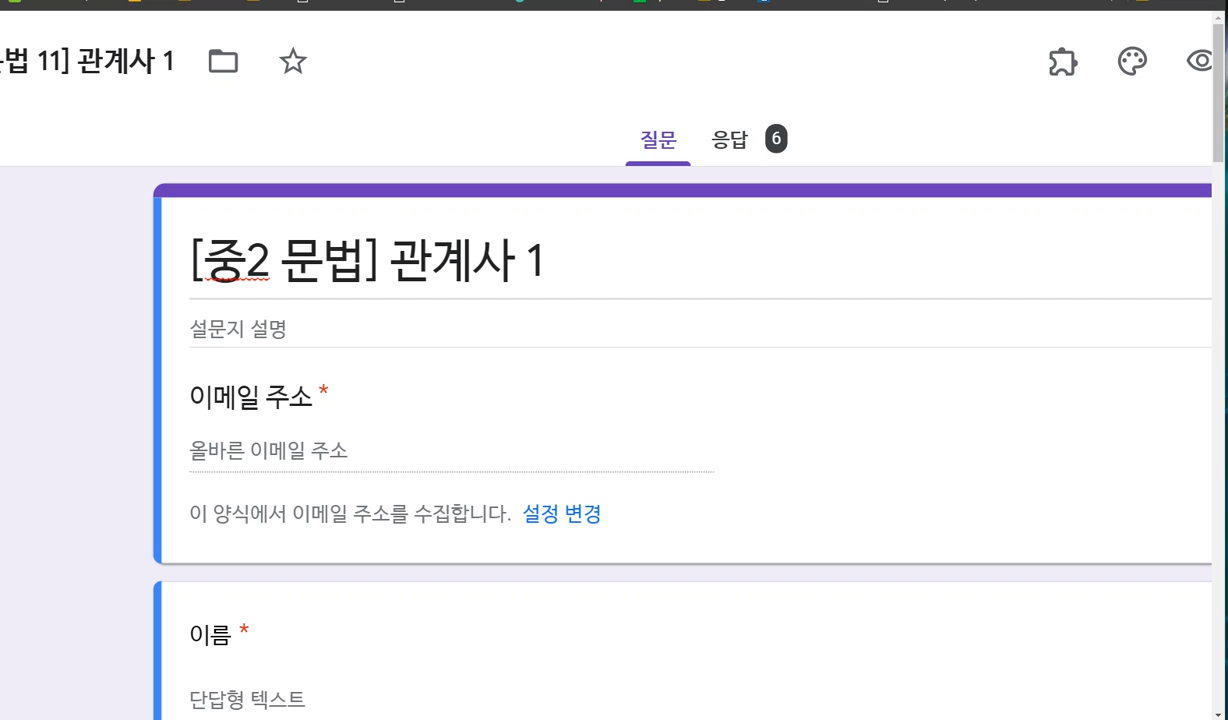 법 11] 관계사 1
질문 응답 6
[중2 문법] 관계사 1
설문지 설명
이메일 주소 *
올바른 이메일 주소
이 양식에서 이메일 주소를 수집합니다. 설정 변경
이름 *
단답형 텍스트